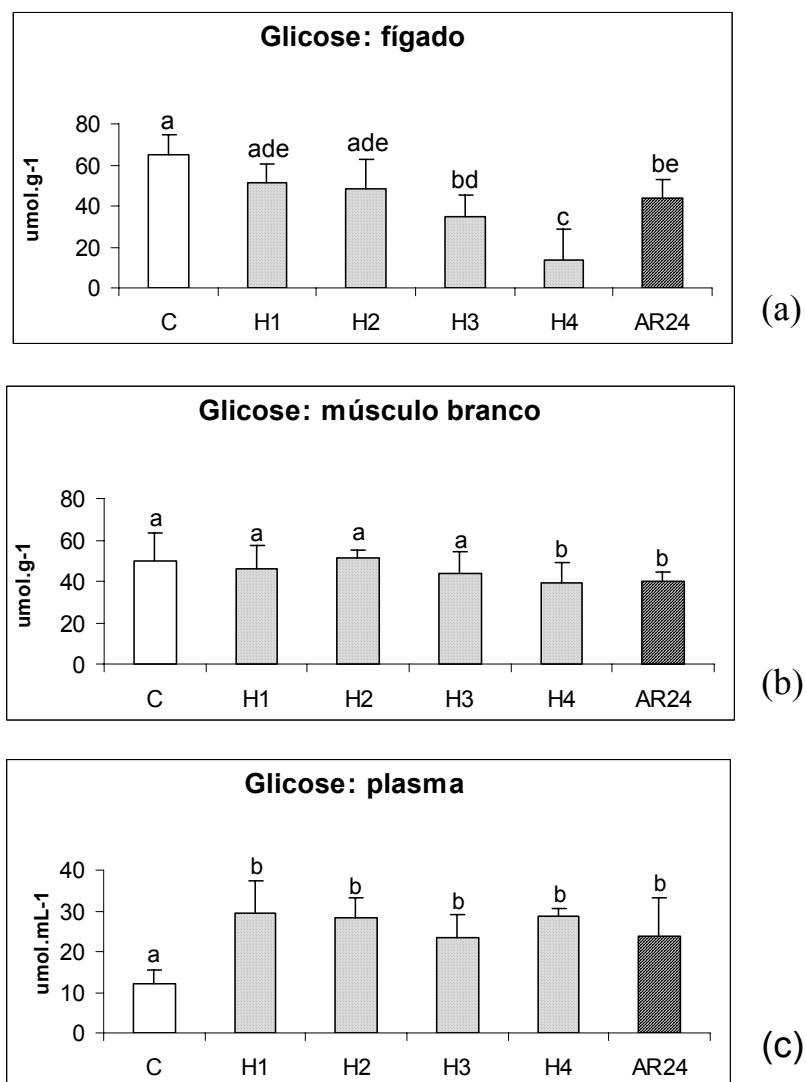 Glicose: fígado
a
ade
ade
bd
c
be
80
60
40
20
0
umol.g-1
C H1 H2 H3 H4 AR24
(a)
Glicose: músculo branco
a
a
a
a
b
b
80
60
40
20
0
umol.g-1
C H1 H2 H3 H4 AR24
(b)
Glicose: plasma
a
b
b
b
b
b
40
30
20
10
0
umol.mL-1
C H1 H2 H3 H4 AR24
(c)